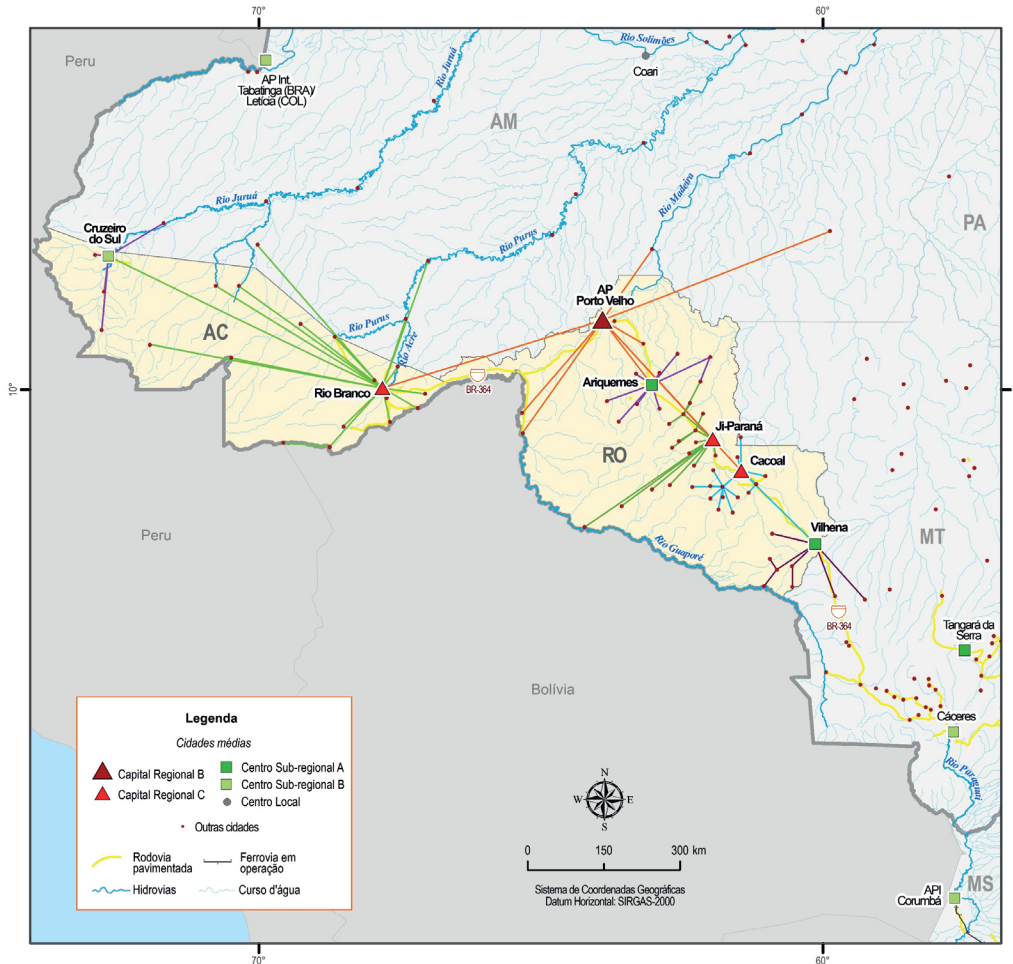 70°
60°
Peru
AP Int.
Tabatinga (BRA)/
Letícia (COL)
Rio Juruá
Rio Solimões
Coari
AM
Rio Madeira
PA
Rio Juruá
Cruzeiro
do Sul
Rio Purus
AP
Porto Velho
AC
Rio Purus
Rio Acre
10°
Rio Branco
BR-364
Ariquemes
Ji-Paraná
RO
Cacoal
Peru
Vilhena
MT
Rio Guaporé
BR-364
Tangará da
Serra
Bolívia
Cáceres
Rio Paraguai
API
Corumbá
MS
Legenda
Cidades médias
Capital Regional B
Capital Regional C
Centro Sub-regional A
Centro Sub-regional B
Centro Local
Outras cidades
Rodovia
pavimentada
Ferrovia em
operação
Hidrovias
Curso d'água
N
W E
S
0 150 300 km
Sistema de Coordenadas Geográficas
Datum Horizontal: SIRGAS-2000
70°
60°